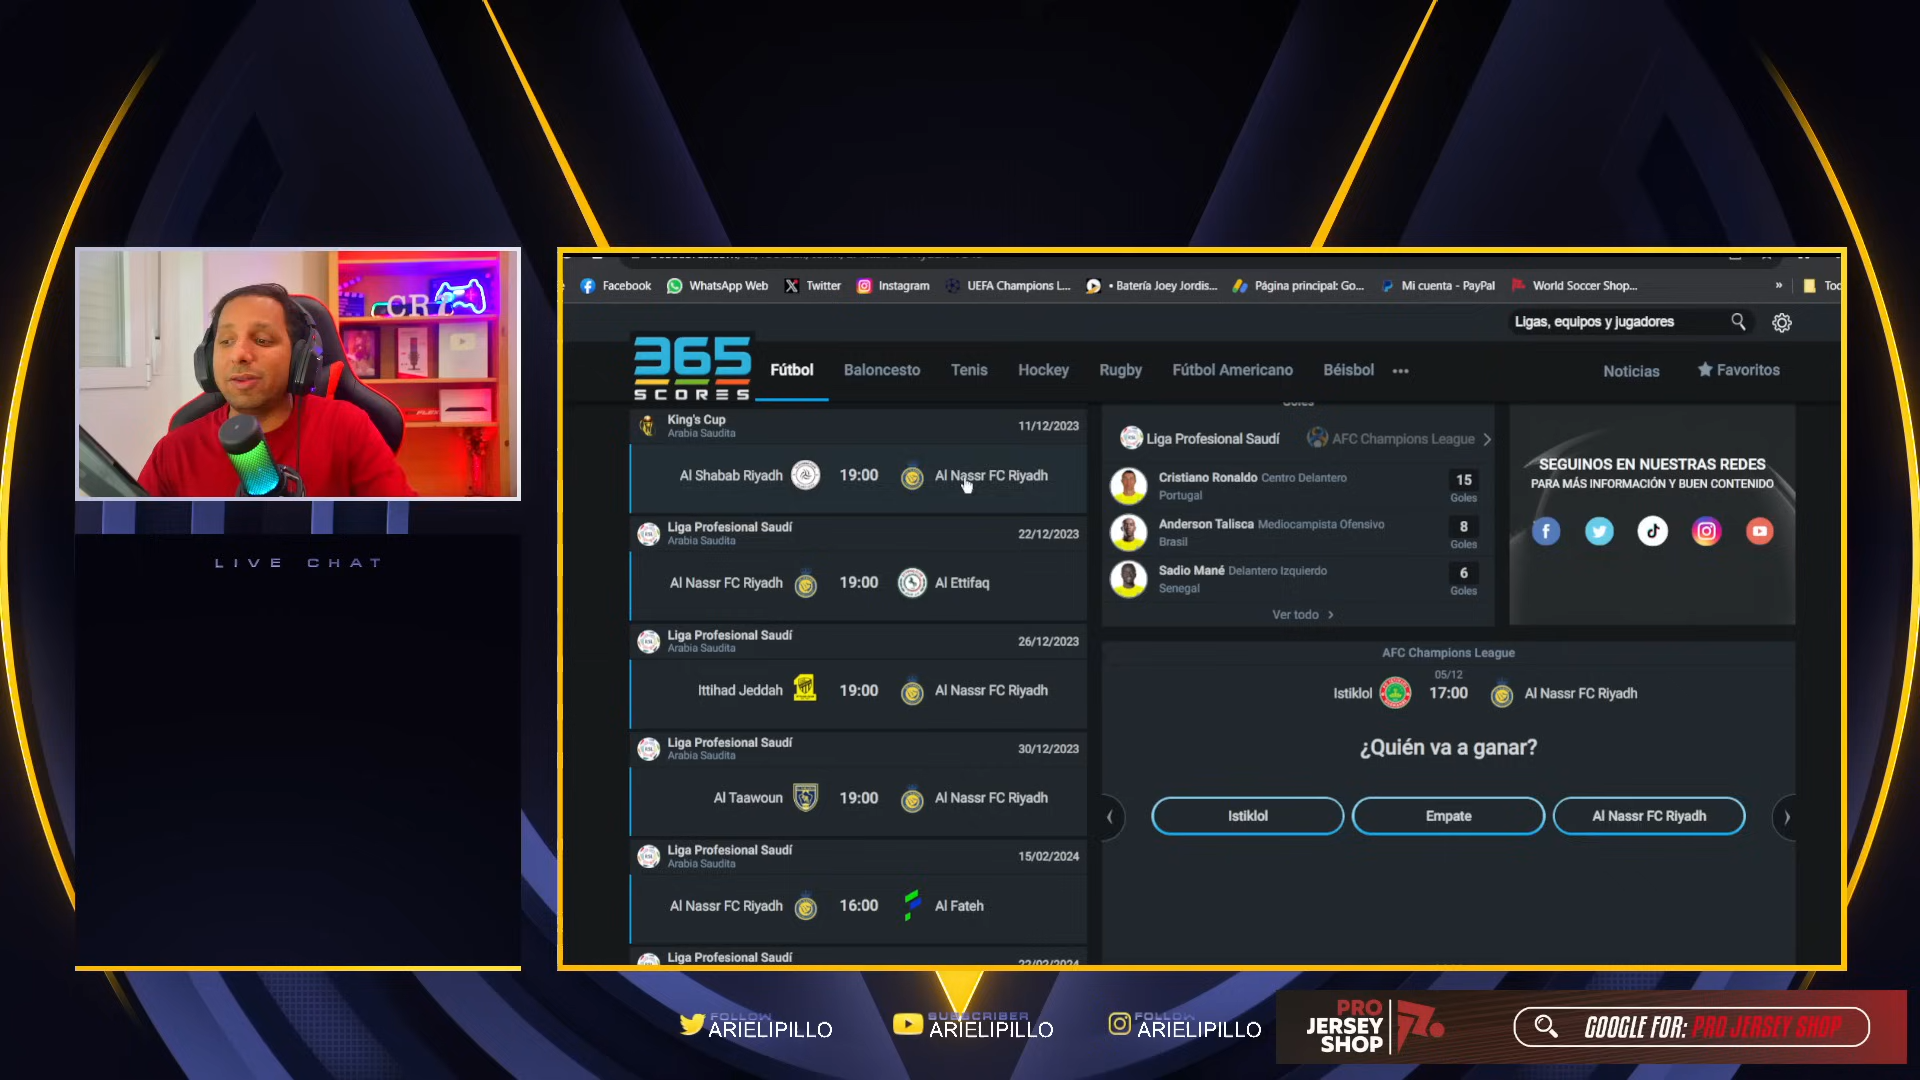 CR7
LIVE CHAT
Facebook
WhatsApp Web
Twitter
Instagram
UEFA Champions L...
• Batería Joey Jordis...
Página principal: Go...
Mi cuenta - PayPal
World Soccer Shop...
»
Ligas, equipos y jugadores
365
SCORES
Fútbol
Baloncesto
Tenis
Hockey
Rugby
Fútbol Americano
Béisbol
Noticias
Favoritos
King's Cup
Arabia Saudita
11/12/2023
Al Shabab Riyadh 19:00 Al Nassr FC Riyadh
Liga Profesional Saudí
Arabia Saudita
22/12/2023
Al Nassr FC Riyadh 19:00 Al Ettifaq
Liga Profesional Saudí
Arabia Saudita
26/12/2023
Ittihad Jeddah 19:00 Al Nassr FC Riyadh
Liga Profesional Saudí
Arabia Saudita
30/12/2023
Al Taawoun 19:00 Al Nassr FC Riyadh
Liga Profesional Saudí
Arabia Saudita
15/02/2024
Al Nassr FC Riyadh 16:00 Al Fateh
Liga Profesional Saudí
22/02/2024
Goles
Liga Profesional Saudí
AFC Champions League
Cristiano Ronaldo Centro Delantero
Portugal
15
Goles
Anderson Talisca Mediocampista Ofensivo
Brasil
8
Goles
Sadio Mané Delantero Izquierdo
Senegal
6
Goles
Ver todo
SEGUINOS EN NUESTRAS REDES
PARA MÁS INFORMACIÓN Y BUEN CONTENIDO
AFC Champions League
05/12
Istiklol 17:00 Al Nassr FC Riyadh
¿Quién va a ganar?
Istiklol
Empate
Al Nassr FC Riyadh
FOLLOW
ARIELIPILLO
SUBSCRIBER
ARIELIPILLO
FOLLOW
ARIELIPILLO
PRO
JERSEY
SHOP
GOOGLE FOR: PRO JERSEY SHOP